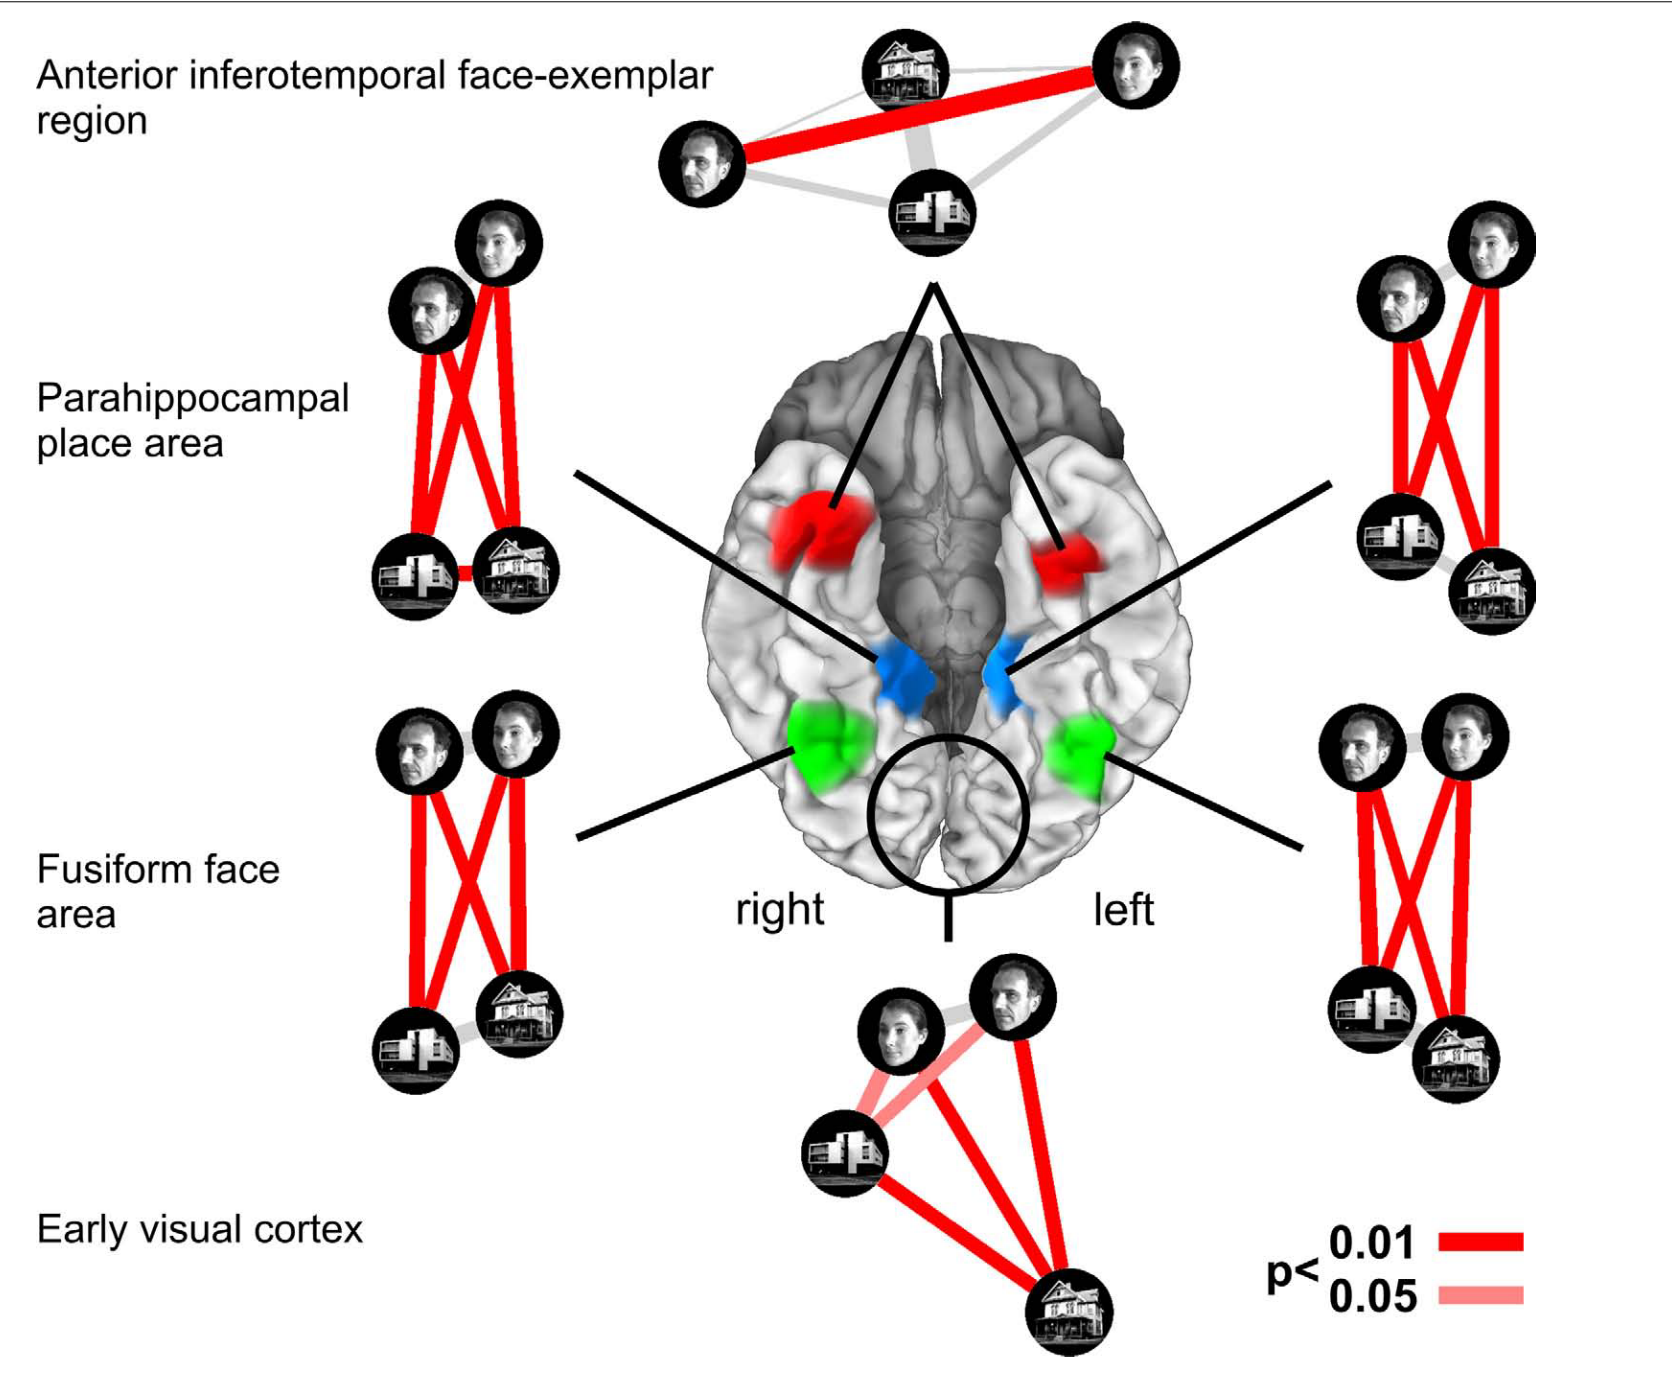 Anterior inferotemporal face-exemplar
region
Parahippocampal
place area
Fusiform face
area
right
left
Early visual cortex
p<
0.01
0.05